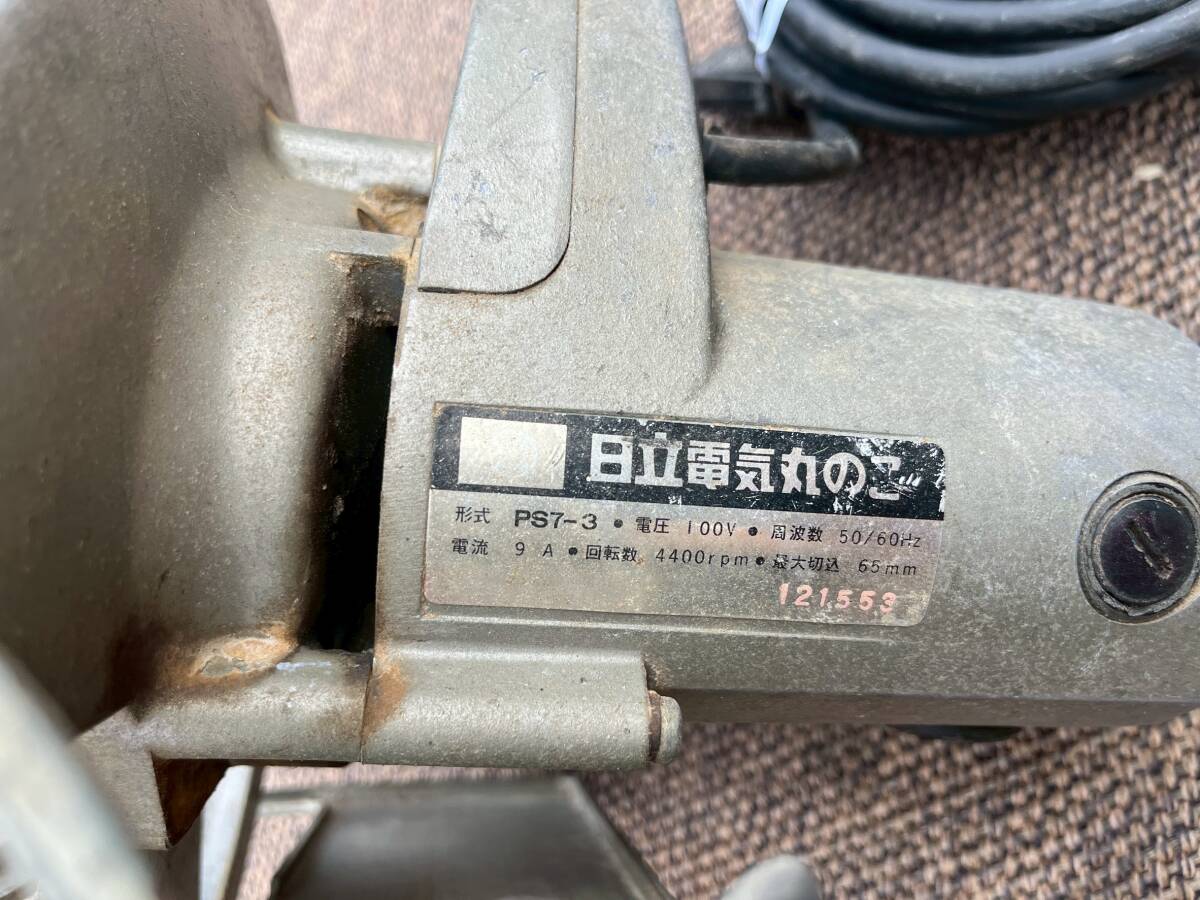 日立電気丸のこ
形式 PS7-3 • 電圧 100V • 周波数 50/60Hz
電流 9 A • 回転数 4400rpm • 最大切込 65mm
121553